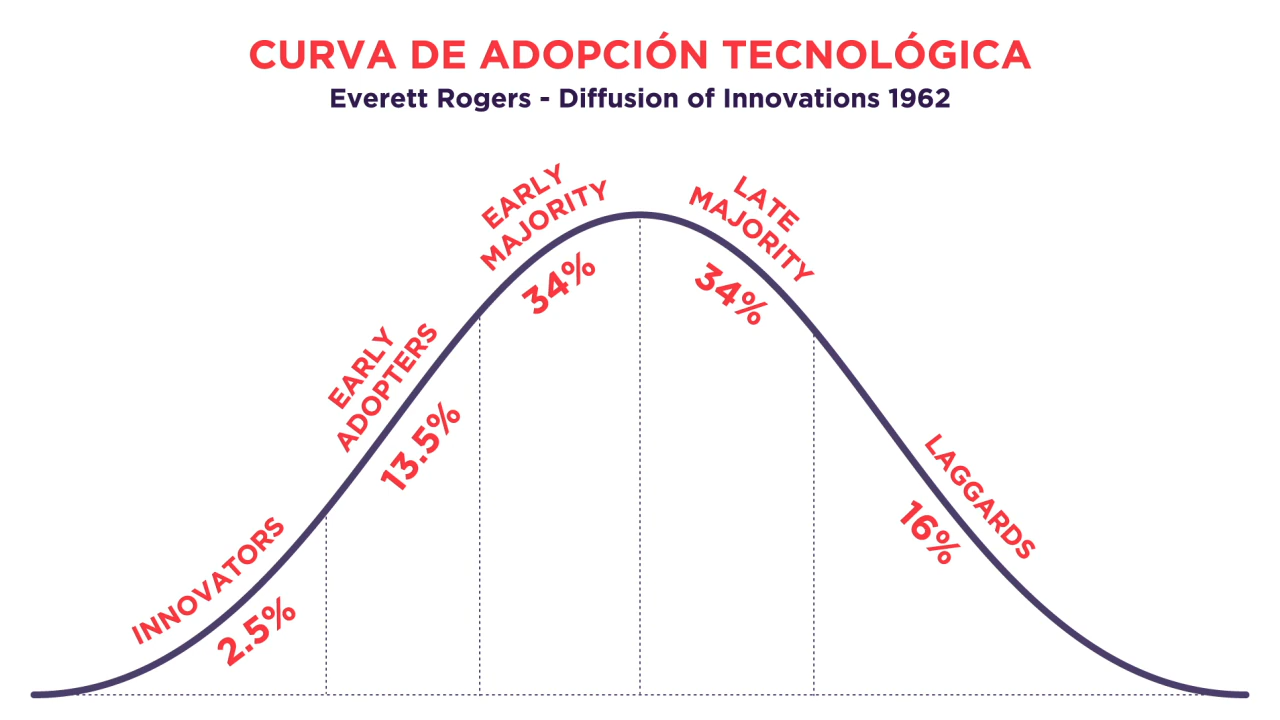 CURVA DE ADOPCIÓN TECNOLÓGICA
Everett Rogers - Diffusion of Innovations 1962
INNOVATORS
2.5%
EARLY
ADOPTERS
13.5%
EARLY
MAJORITY
34%
LATE
MAJORITY
34%
LAGGARDS
16%